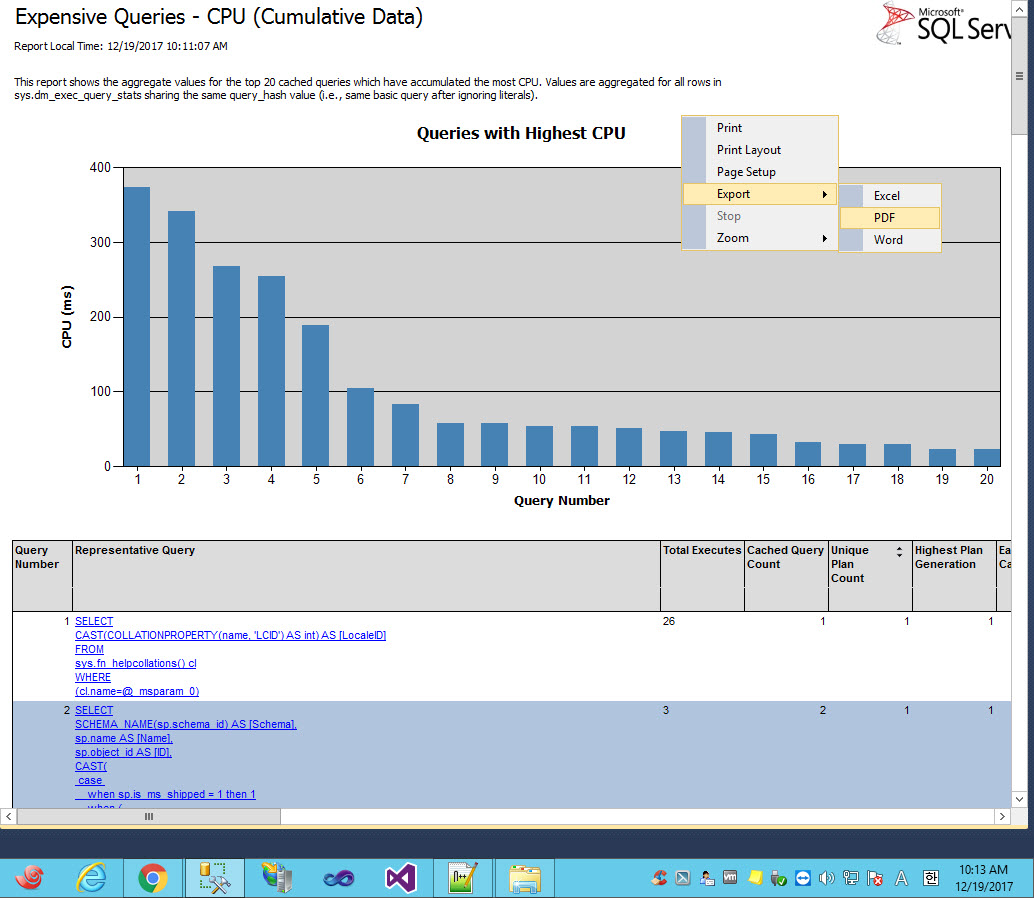 Expensive Queries - CPU (Cumulative Data)
Microsoft®
SQL Serv
Report Local Time: 12/19/2017 10:11:07 AM
This report shows the aggregate values for the top 20 cached queries which have accumulated the most CPU. Values are aggregated for all rows in
sys.dm_exec_query_stats sharing the same query_hash value (i.e., same basic query after ignoring literals).
Queries with Highest CPU
Print
Print Layout
Page Setup
Export
Stop
Zoom
Excel
PDF
Word
400
300
200
100
0
CPU (ms)
1 2 3 4 5 6 7 8 9 10 11 12 13 14 15 16 17 18 19 20
Query Number
Query Number
Representative Query
Total Executes
Cached Query Count
Unique Plan Count
Highest Plan Generation
Ea
Ca
1
SELECT
CAST(COLLATIONPROPERTY(name, 'LCID') AS int) AS [LocaleID]
FROM
sys.fn_helpcollations() cl
WHERE
(cl.name=@_msparam_0)
26 1 1 1
2
SELECT
SCHEMA_NAME(sp.schema_id) AS [Schema],
sp.name AS [Name],
sp.object_id AS [ID],
CAST(
case
when sp.is_ms_shipped = 1 then 1
when (
3 2 1 1
A
한
10:13 AM
12/19/2017